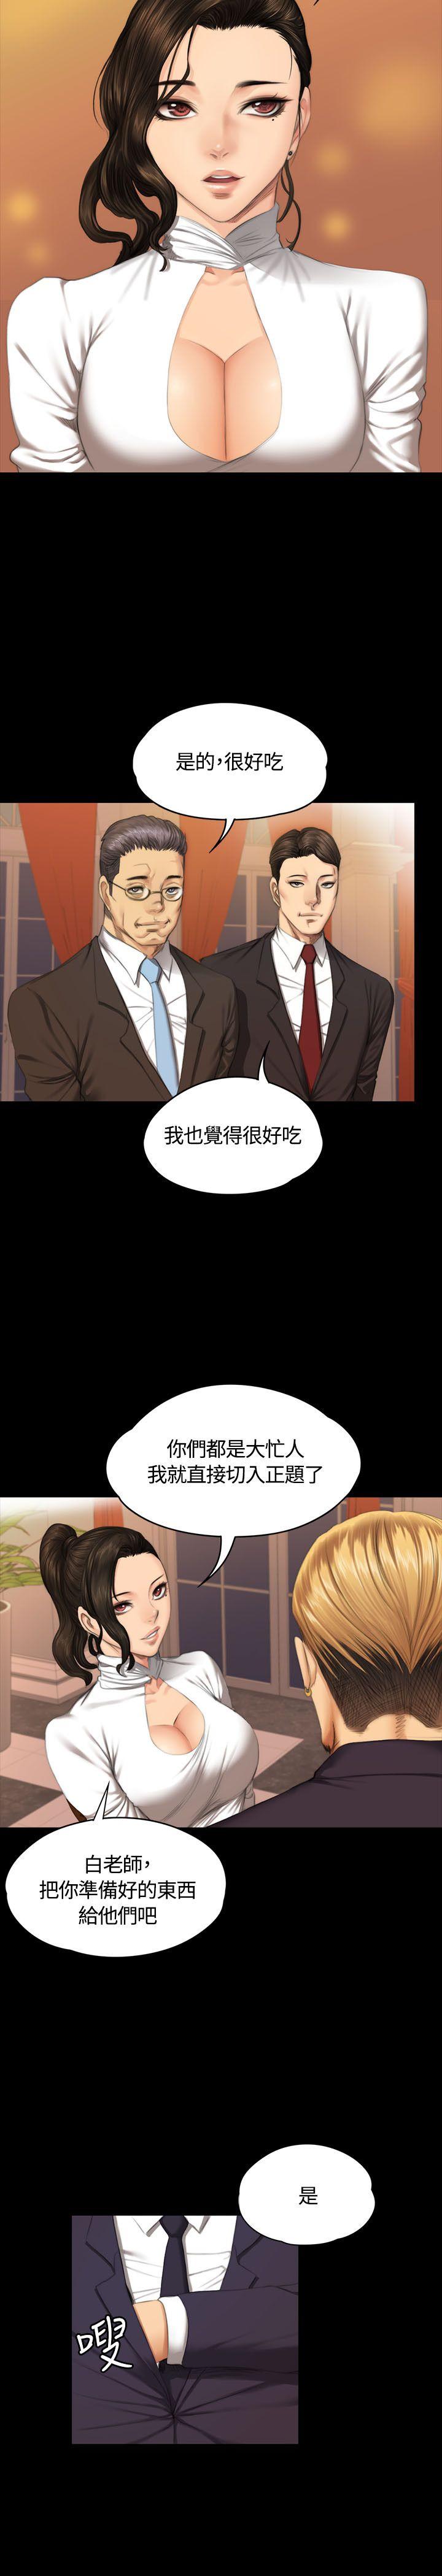 是的，很好吃
我也覺得很好吃
你們都是大忙人
我就直接切入正題了
白老師，
把你準備好的東西
給他們吧
是
嗖